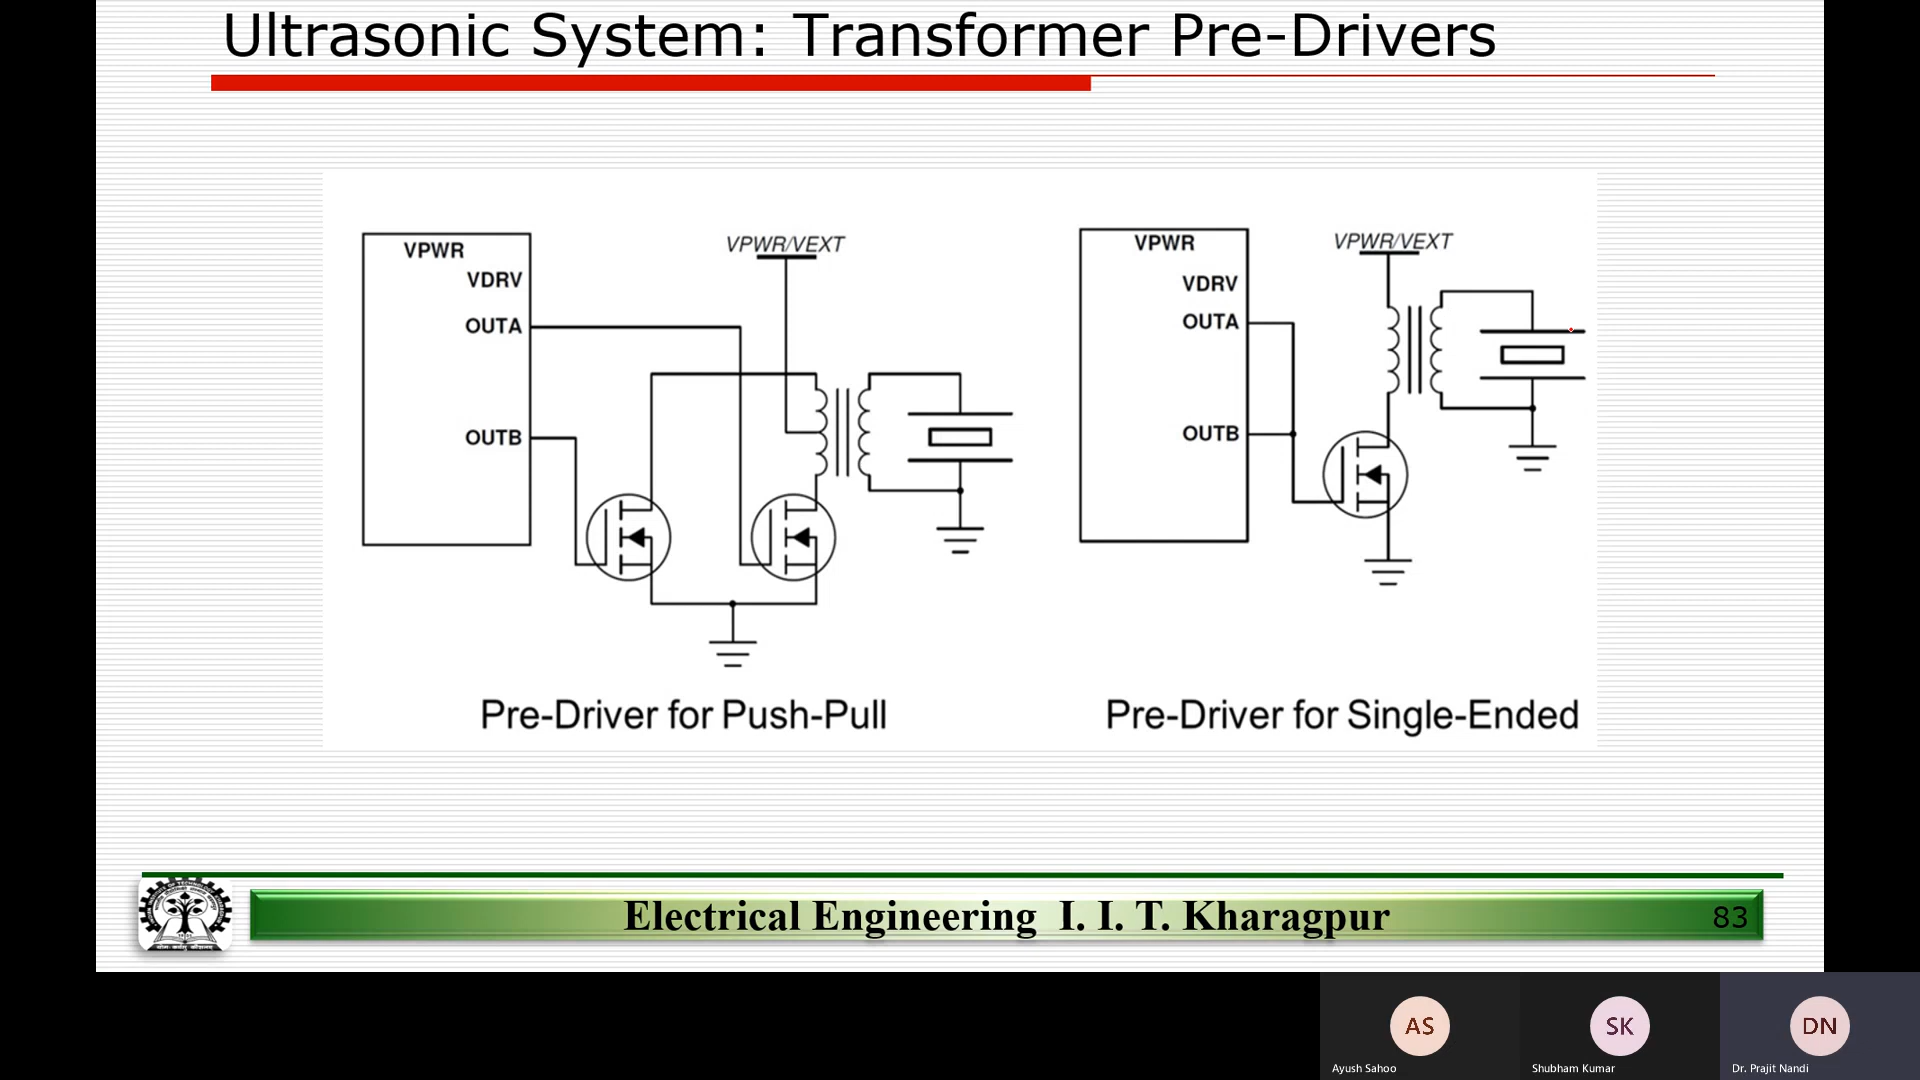 Ultrasonic System: Transformer Pre-Drivers
VPWR
VDRV
OUTA
OUTB
VPWR/VEXT
Pre-Driver for Push-Pull
VPWR
VDRV
OUTA
OUTB
VPWR/VEXT
Pre-Driver for Single-Ended
Electrical Engineering I. I. T. Kharagpur
83
AS
Ayush Sahoo
SK
Shubham Kumar
DN
Dr. Prajit Nandi